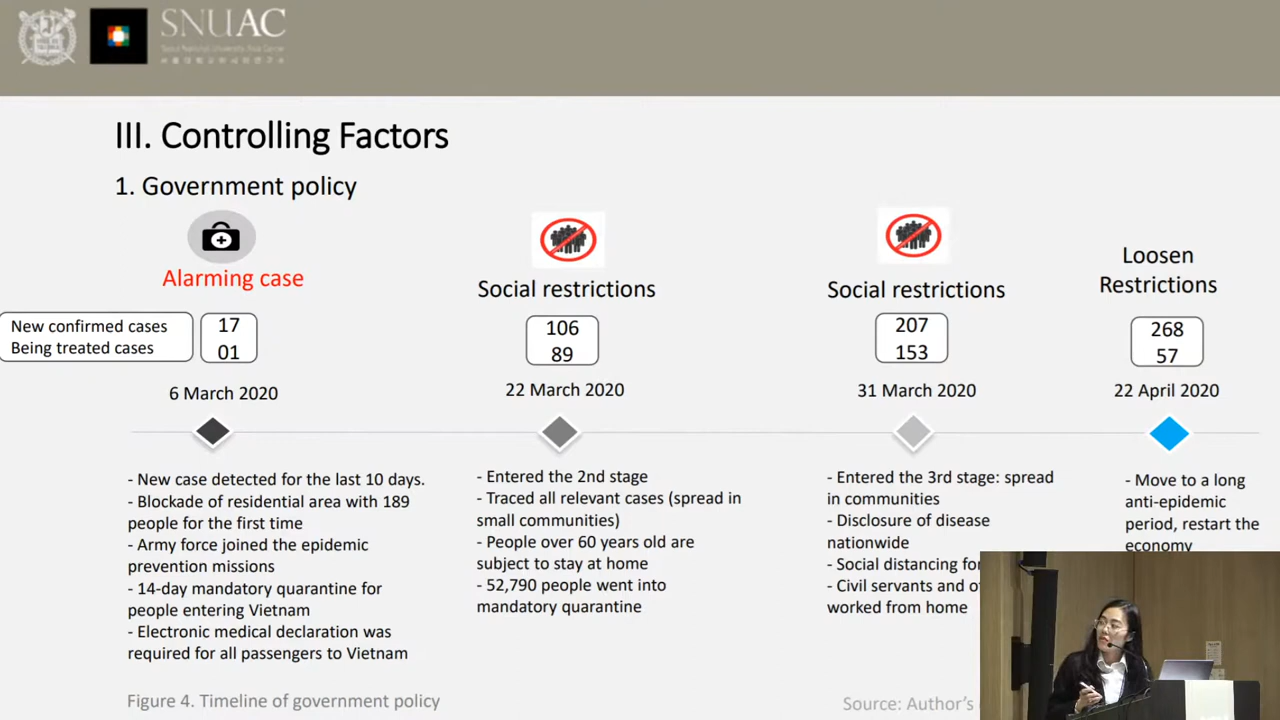 SNUAC
Seoul National University Asia Center
III. Controlling Factors
1. Government policy
Alarming case
New confirmed cases
Being treated cases
17
01
6 March 2020
- New case detected for the last 10 days.
- Blockade of residential area with 189
people for the first time
- Army force joined the epidemic
prevention missions
- 14-day mandatory quarantine for
people entering Vietnam
- Electronic medical declaration was
required for all passengers to Vietnam
Social restrictions
106
89
22 March 2020
- Entered the 2nd stage
- Traced all relevant cases (spread in
small communities)
- People over 60 years old are
subject to stay at home
- 52,790 people went into
mandatory quarantine
Social restrictions
207
153
31 March 2020
- Entered the 3rd stage: spread
in communities
- Disclosure of disease
nationwide
- Social distancing
- Civil servants and
worked from home
Loosen
Restrictions
268
57
22 April 2020
- Move to a long
anti-epidemic
period, restart the
economy
Figure 4. Timeline of government policy
Source: Author's